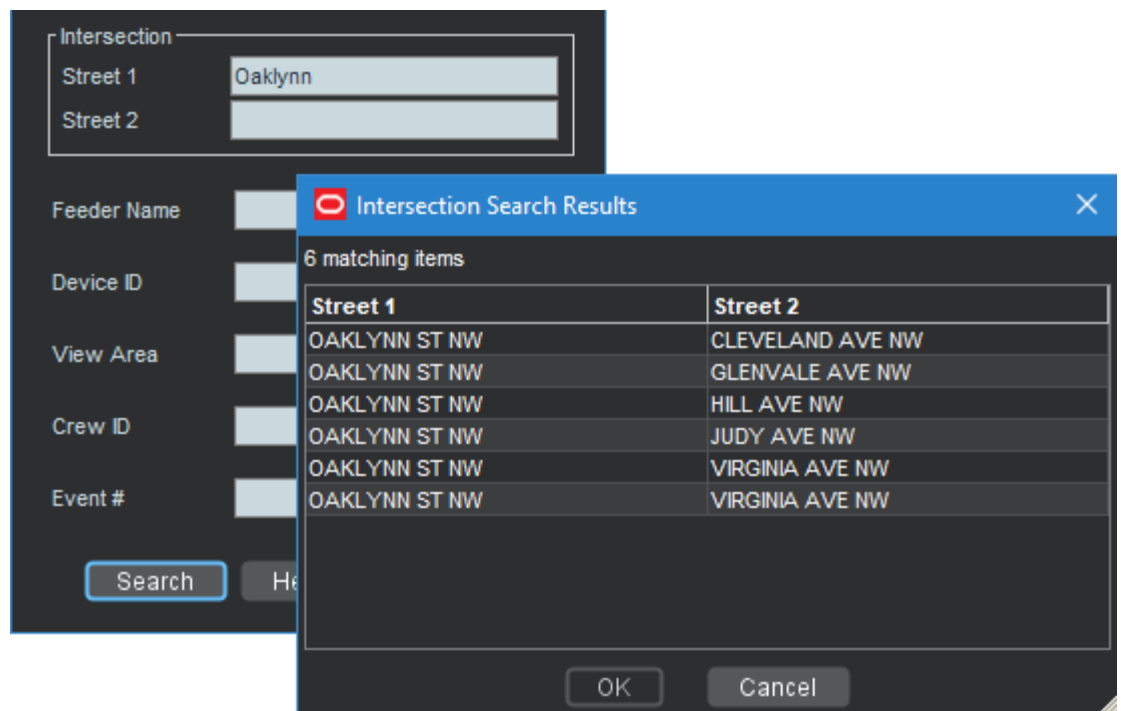 Intersection
Street 1 Oaklynn
Street 2
Feeder Name
Device ID
View Area
Crew ID
Event #
Search
Intersection Search Results
6 matching items
Street 1 Street 2
OAKLYNN ST NW CLEVELAND AVE NW
OAKLYNN ST NW GLENVALE AVE NW
OAKLYNN ST NW HILL AVE NW
OAKLYNN ST NW JUDY AVE NW
OAKLYNN ST NW VIRGINIA AVE NW
OAKLYNN ST NW VIRGINIA AVE NW
OK Cancel